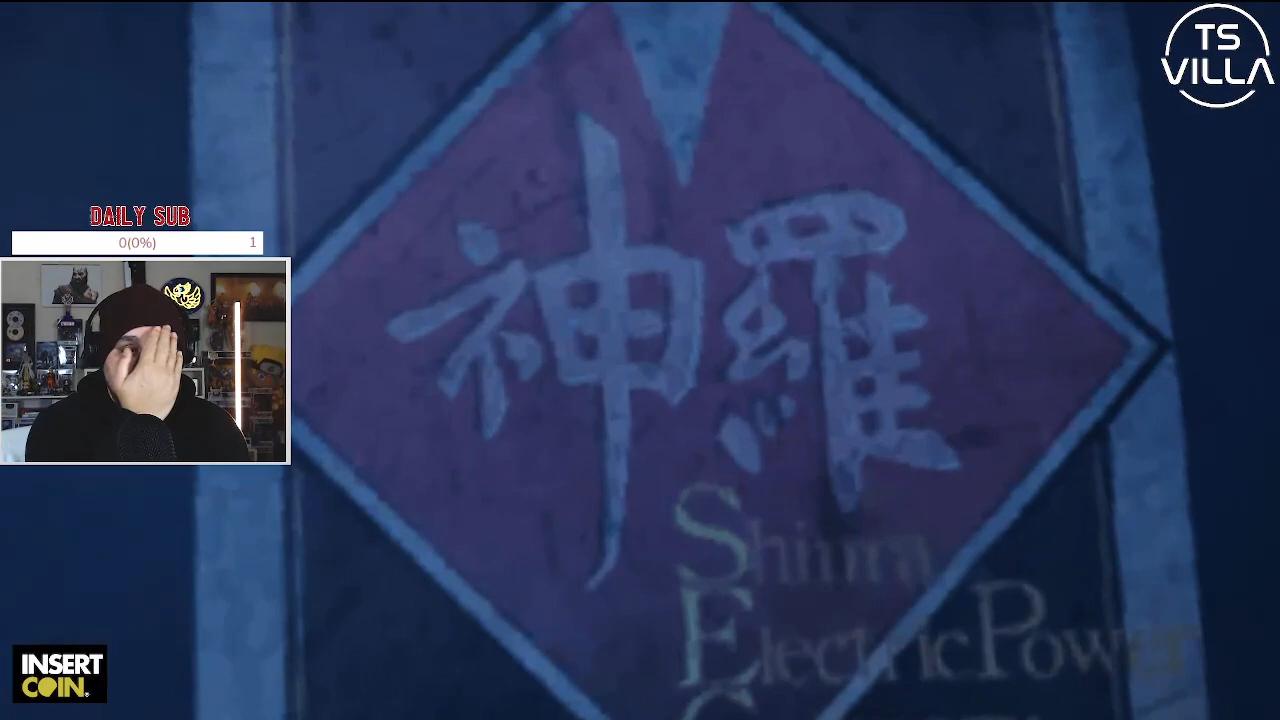 TS
VILLA
DAILY SUB
0(0%) 1
神羅
Shinra
Electric Power
INSERT
COIN.